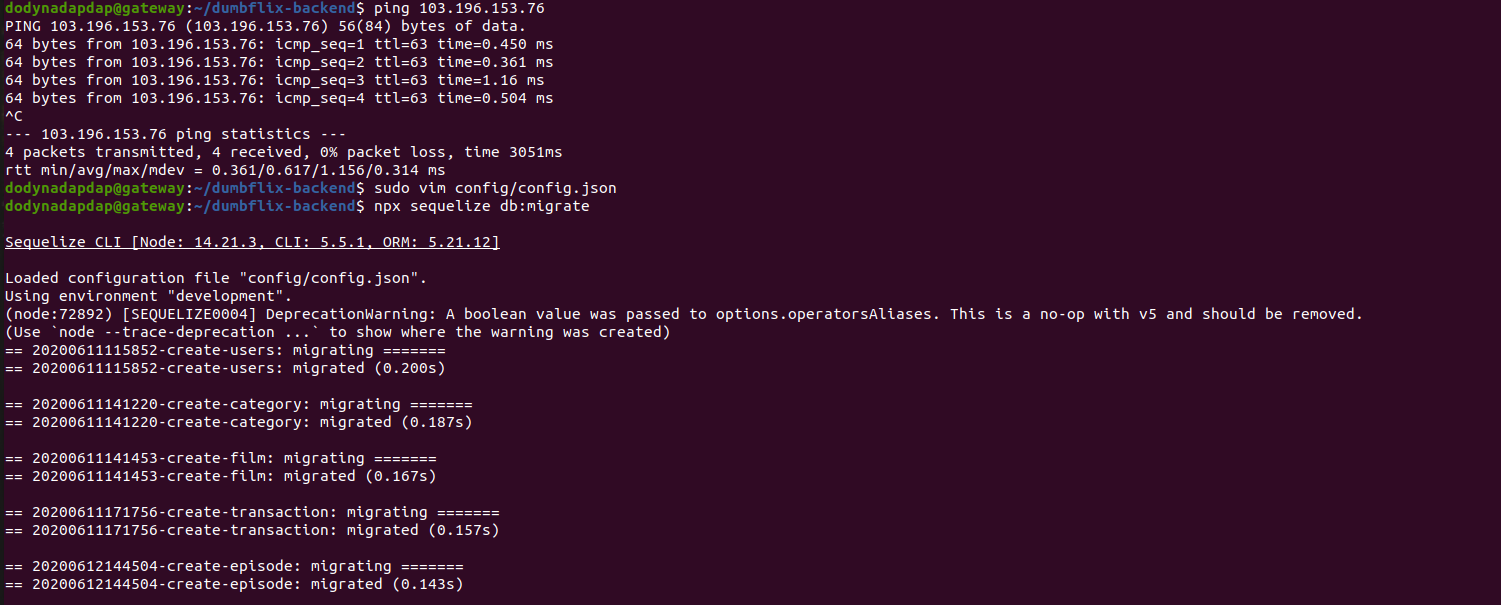 dodynadapdap@gateway:~/dumbflix-backend$ ping 103.196.153.76
PING 103.196.153.76 (103.196.153.76) 56(84) bytes of data.
64 bytes from 103.196.153.76: icmp_seq=1 ttl=63 time=0.450 ms
64 bytes from 103.196.153.76: icmp_seq=2 ttl=63 time=0.361 ms
64 bytes from 103.196.153.76: icmp_seq=3 ttl=63 time=1.16 ms
64 bytes from 103.196.153.76: icmp_seq=4 ttl=63 time=0.504 ms
^C
--- 103.196.153.76 ping statistics ---
4 packets transmitted, 4 received, 0% packet loss, time 3051ms
rtt min/avg/max/mdev = 0.361/0.617/1.156/0.314 ms
dodynadapdap@gateway:~/dumbflix-backend$ sudo vim config/config.json
dodynadapdap@gateway:~/dumbflix-backend$ npx sequelize db:migrate
Sequelize CLI [Node: 14.21.3, CLI: 5.5.1, ORM: 5.21.12]
Loaded configuration file "config/config.json".
Using environment "development".
(node:72892) [SEQUELIZE0004] DeprecationWarning: A boolean value was passed to options.operatorsAliases. This is a no-op with v5 and should be removed.
(Use `node --trace-deprecation ...` to show where the warning was created)
== 20200611115852-create-users: migrating =======
== 20200611115852-create-users: migrated (0.200s)
== 20200611141220-create-category: migrating =======
== 20200611141220-create-category: migrated (0.187s)
== 20200611141453-create-film: migrating =======
== 20200611141453-create-film: migrated (0.167s)
== 20200611171756-create-transaction: migrating =======
== 20200611171756-create-transaction: migrated (0.157s)
== 20200612144504-create-episode: migrating =======
== 20200612144504-create-episode: migrated (0.143s)